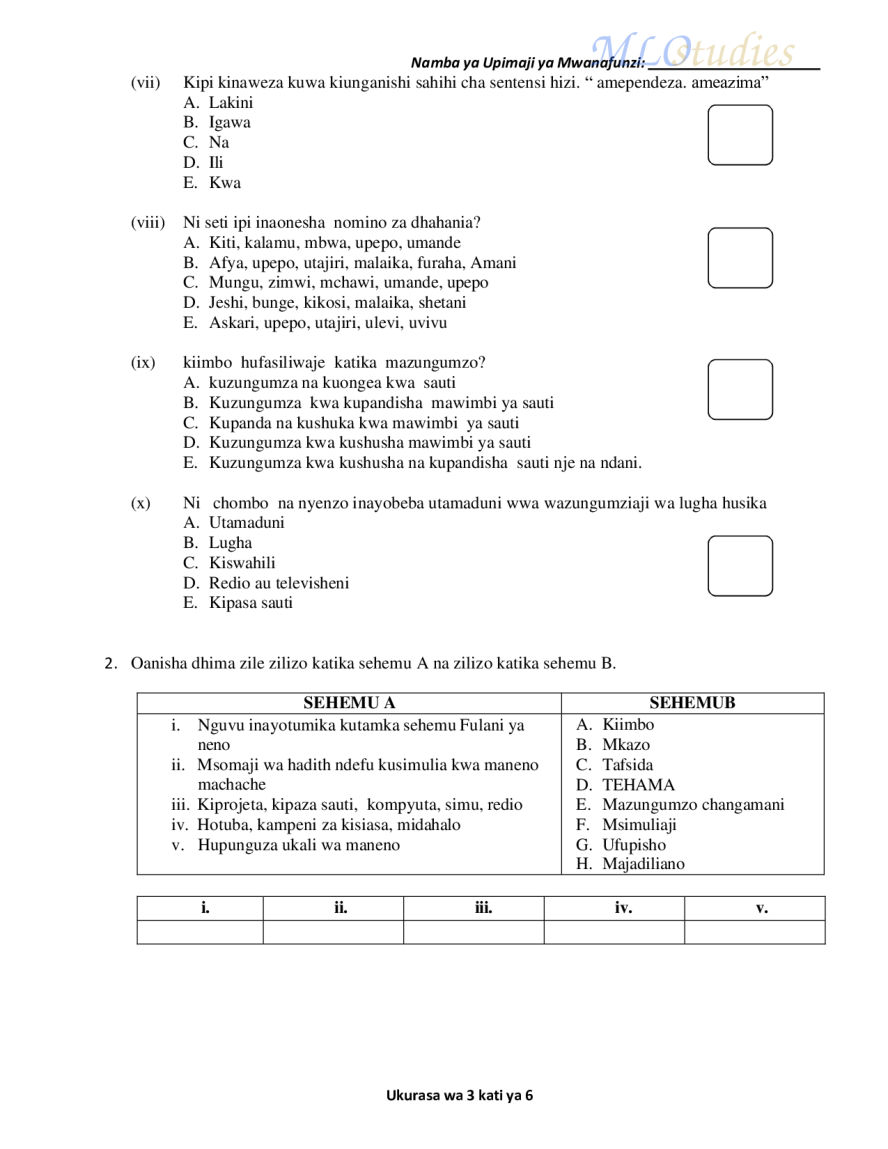 MLOtudies
Namba ya Upimaji ya Mwanafunzi:
(vii) Kipi kinaweza kuwa kiunganishi sahihi cha sentensi hizi. “ amependeza. ameazima”
A. Lakini
B. Igawa
C. Na
D. Ili
E. Kwa
(viii) Ni seti ipi inaonesha nomino za dhahania?
A. Kiti, kalamu, mbwa, upepo, umande
B. Afya, upepo, utajiri, malaika, furaha, Amani
C. Mungu, zimwi, mchawi, umande, upepo
D. Jeshi, bunge, kikosi, malaika, shetani
E. Askari, upepo, utajiri, ulevi, uvivu
(ix) kiimbo hufasiliwaje katika mazungumzo?
A. kuzungumza na kuongea kwa sauti
B. Kuzungumza kwa kupandisha mawimbi ya sauti
C. Kupanda na kushuka kwa mawimbi ya sauti
D. Kuzungumza kwa kushusha mawimbi ya sauti
E. Kuzungumza kwa kushusha na kupandisha sauti nje na ndani.
(x) Ni chombo na nyenzo inayobeba utamaduni wwa wazungumziaji wa lugha husika
A. Utamaduni
B. Lugha
C. Kiswahili
D. Redio au televisheni
E. Kipasa sauti
2. Oanisha dhima zile zilizo katika sehemu A na zilizo katika sehemu B.
SEHEMU A
i. Nguvu inayotumika kutamka sehemu Fulani ya
neno
ii. Msomaji wa hadith ndefu kusimulia kwa maneno
machache
iii. Kiprojeta, kipaza sauti, kompyuta, simu, redio
iv. Hotuba, kampeni za kisiasa, midahalo
v. Hupunguza ukali wa maneno
SEHEMUB
A. Kiimbo
B. Mkazo
C. Tafsida
D. TEHAMA
E. Mazungumzo changamani
F. Msimuliaji
G. Ufupisho
H. Majadiliano
i. ii. iii. iv. v.
Ukurasa wa 3 kati ya 6